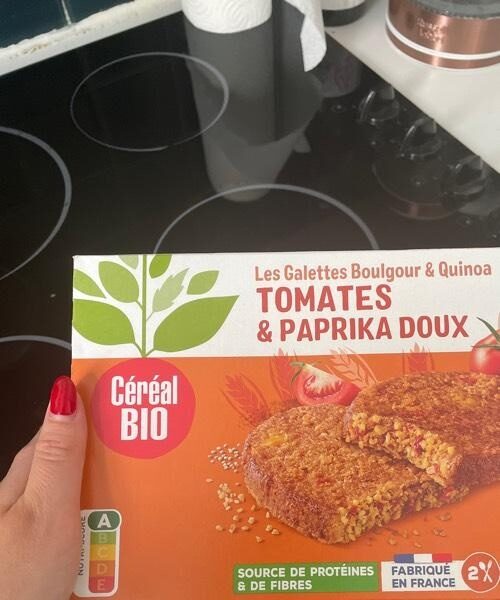 Les Galettes Boulgour & Quinoa
TOMATES
& PAPRIKA DOUX
Céréal
BIO
NUTRI-SCORE
A
B
C
D
E
SOURCE DE PROTÉINES
& DE FIBRES
FABRIQUÉ
EN FRANCE
2